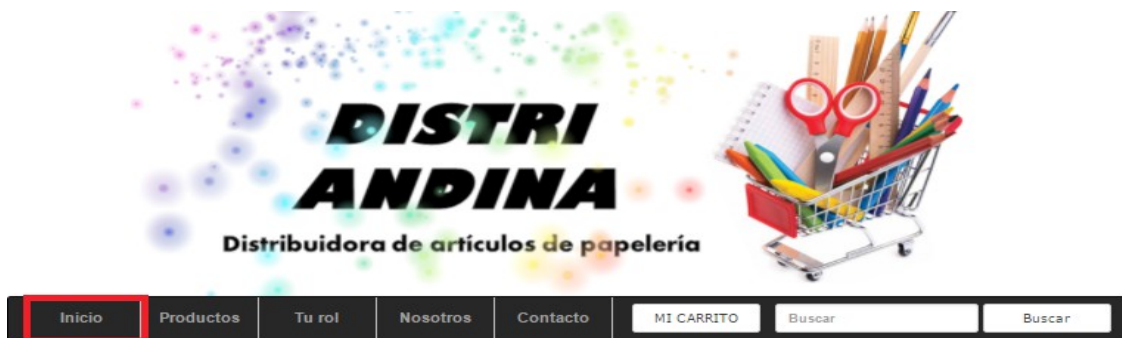 DISTRI
ANDINA
Distribuidora de artículos de papelería
Inicio Productos Tu rol Nosotros Contacto MI CARRITO Buscar Buscar